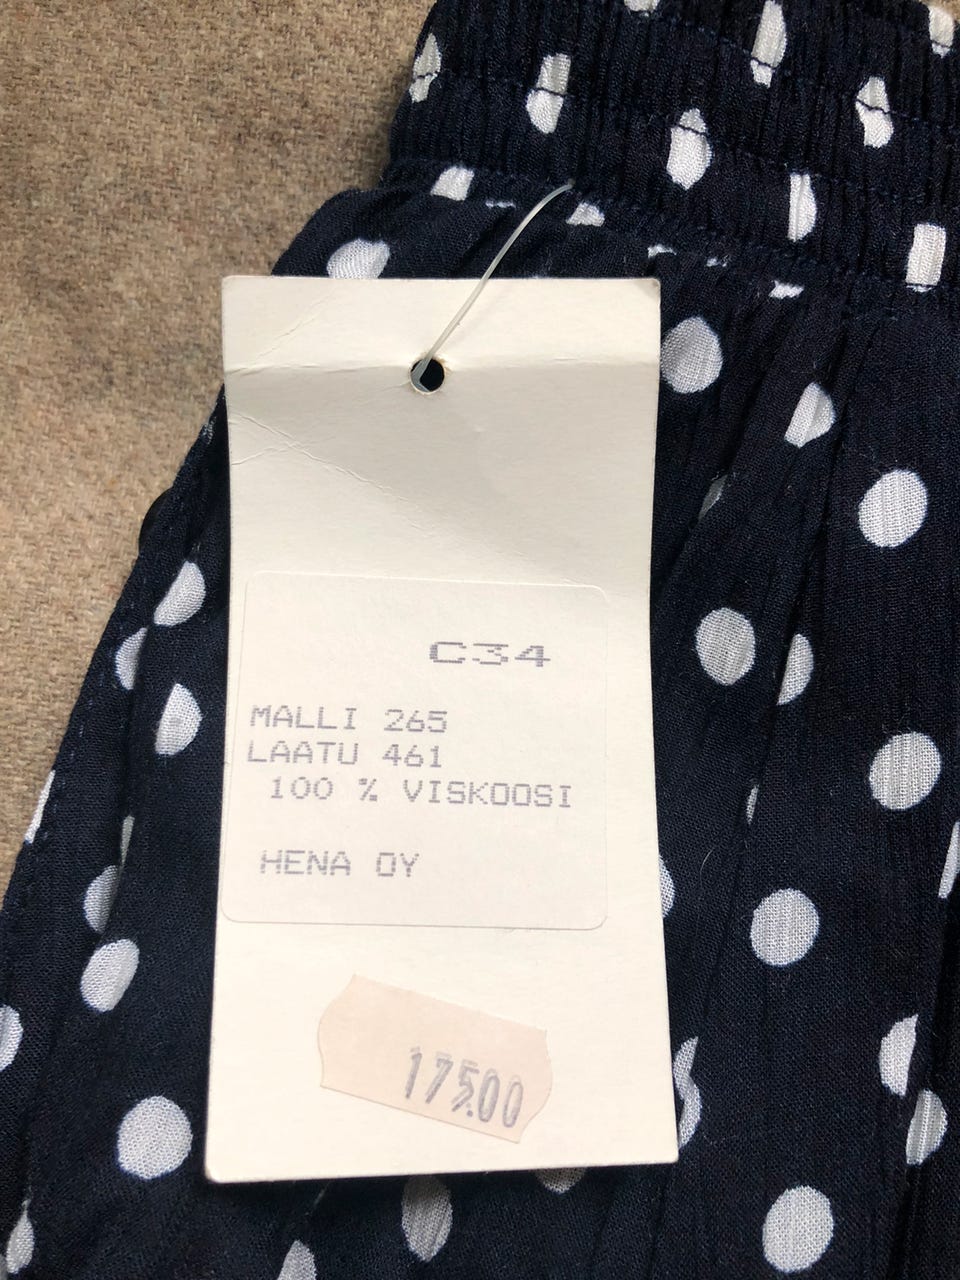 C34
MALLI 265
LAATU 461
100 % VISKOOSI
HENA OY
175.00